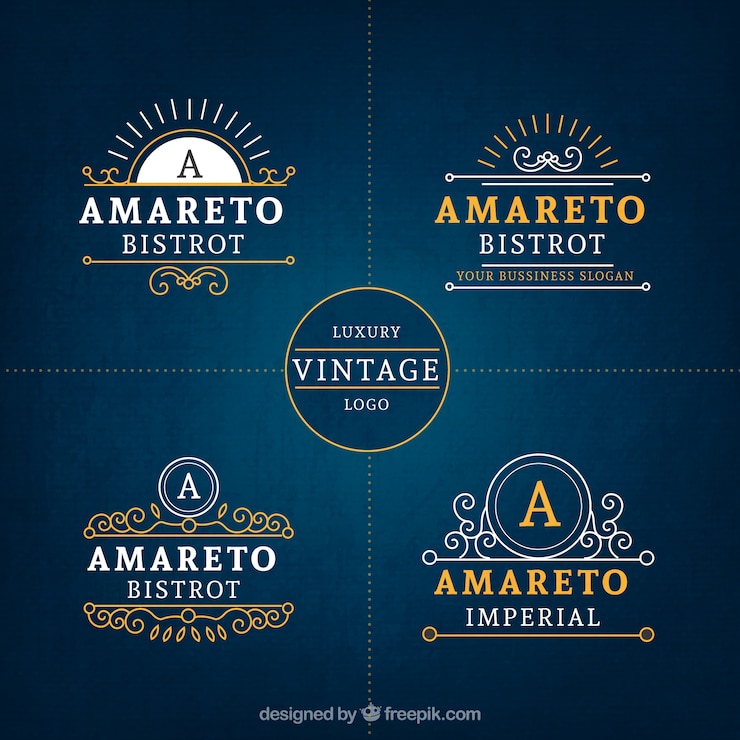 A
AMARETO
BISTROT
AMARETO
BISTROT
YOUR BUSSINESS SLOGAN
LUXURY
VINTAGE
LOGO
A
AMARETO
BISTROT
A
AMARETO
IMPERIAL
designed by freepik.com